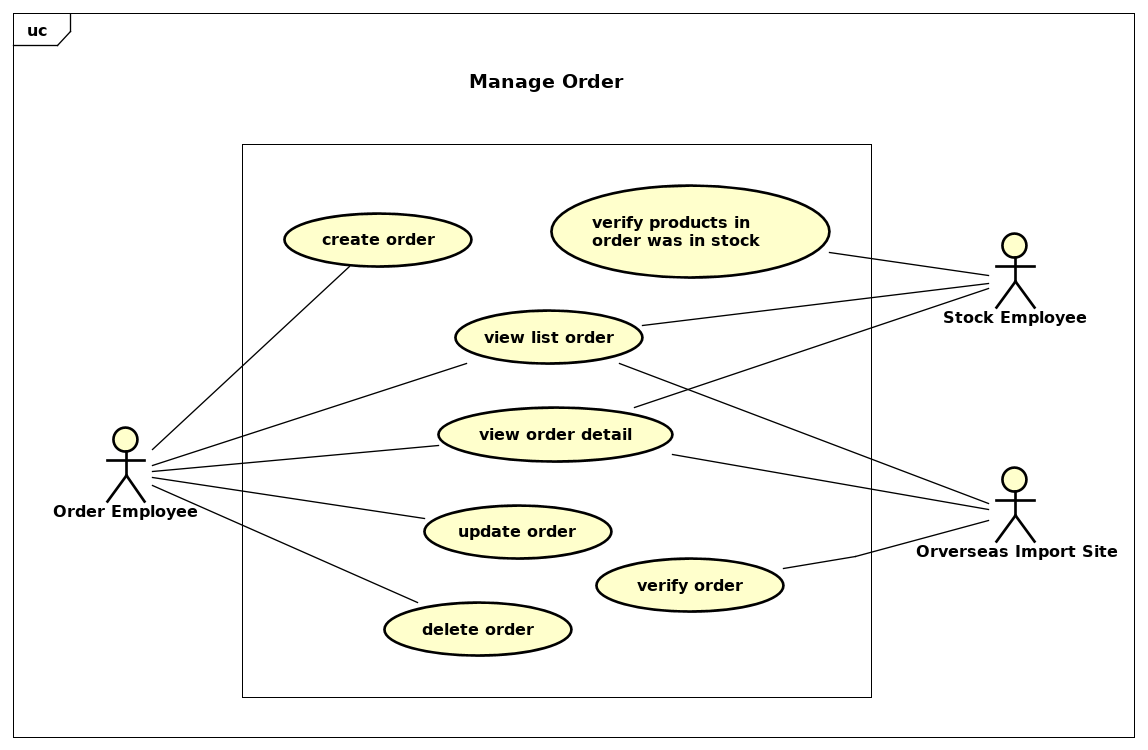 uc
Manage Order
verify products in
order was in stock
create order
Stock Employee
view list order
view order detail
Order Employee
update order
Orverseas Import Site
verify order
delete order